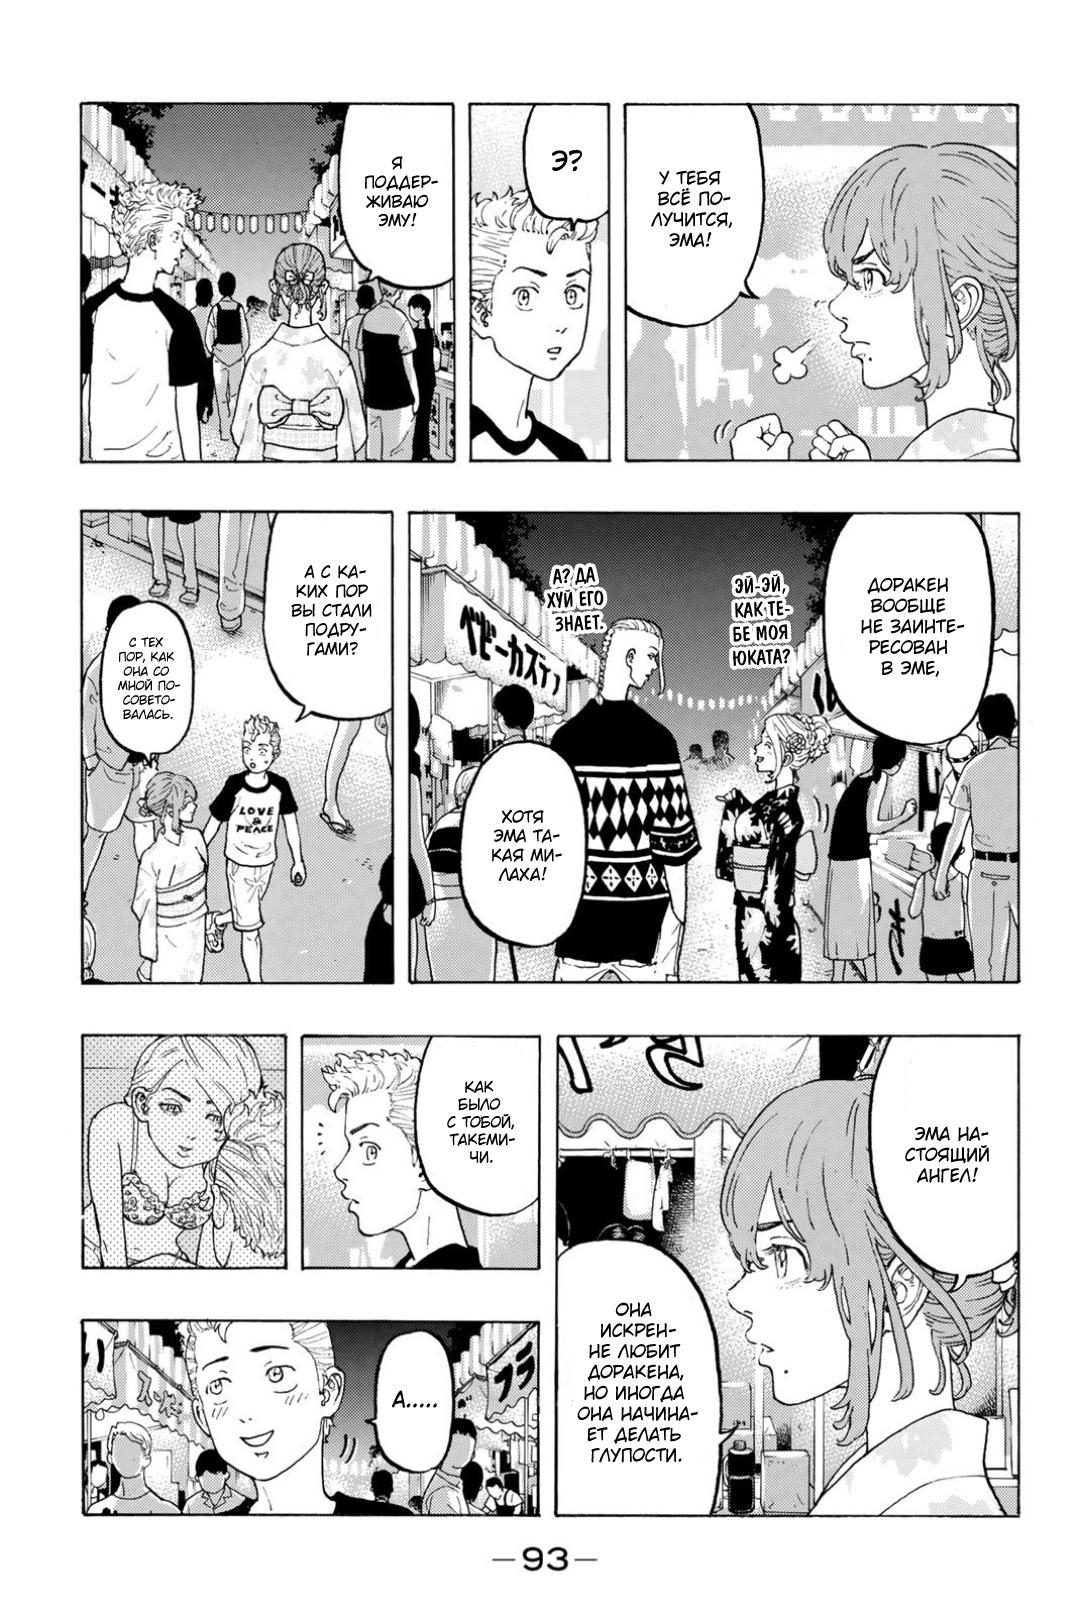 У ТЕБЯ
ВСЁ ПО-
ЛУЧИТСЯ,
ЭМА!
Э?
Я
ПОДДЕР-
ЖИВАЮ
ЭМУ!
ДОРАКЕН
ВООБЩЕ
НЕ ЗАИНТЕ-
РЕСОВАН
В ЭМЕ,
ЭЙ-ЭЙ,
КАК ТЕ-
БЕ МОЯ
ЮКАТА?
А? ДА
ХУЙ ЕГО
ЗНАЕТ.
ベビーカステラ
ХОТЯ
ЭМА ТА-
КАЯ МИ-
ЛАХА!
А С КА-
КИХ ПОР
ВЫ СТАЛИ
ПОДРУ-
ГАМИ?
С ТЕХ
ПОР, КАК
ОНА СО
МНОЙ ПО-
СОВЕТО-
ВАЛАСЬ.
LOVE
&
PEACE
ЭМА НА-
СТОЯЩИЙ
АНГЕЛ!
ОНА
ИСКРЕН-
НЕ ЛЮБИТ
ДОРАКЕНА,
НО ИНОГДА
ОНА НАЧИНА-
ЕТ ДЕЛАТЬ
ГЛУПОСТИ.
КАК
БЫЛО
С ТОБОЙ,
ТАКЕМИ-
ЧИ.
А.....
フラ
—93—